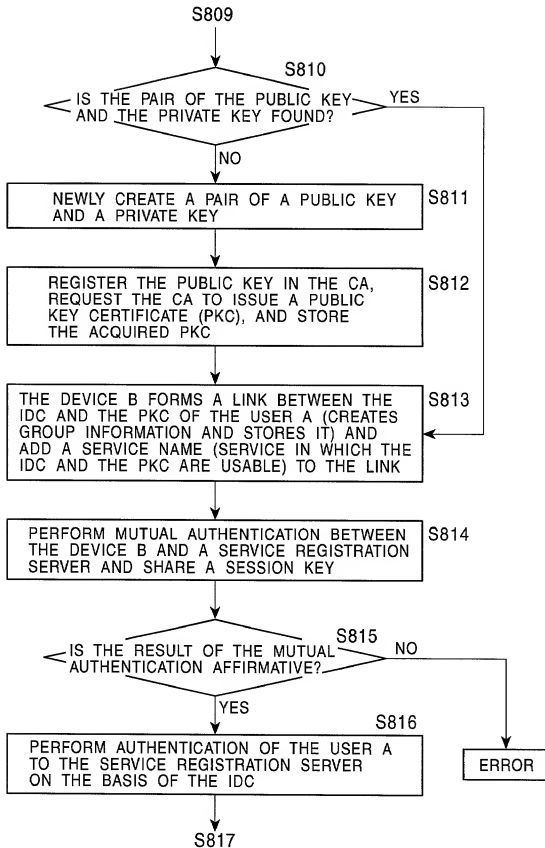 S809
S810
IS THE PAIR OF THE PUBLIC KEY
AND THE PRIVATE KEY FOUND?
YES
NO
NEWLY CREATE A PAIR OF A PUBLIC KEY
AND A PRIVATE KEY
S811
REGISTER THE PUBLIC KEY IN THE CA,
REQUEST THE CA TO ISSUE A PUBLIC
KEY CERTIFICATE (PKC), AND STORE
THE ACQUIRED PKC
S812
THE DEVICE B FORMS A LINK BETWEEN THE
IDC AND THE PKC OF THE USER A (CREATES
GROUP INFORMATION AND STORES IT) AND
ADD A SERVICE NAME (SERVICE IN WHICH THE
IDC AND THE PKC ARE USABLE) TO THE LINK
S813
PERFORM MUTUAL AUTHENTICATION BETWEEN
THE DEVICE B AND A SERVICE REGISTRATION
SERVER AND SHARE A SESSION KEY
S814
S815
IS THE RESULT OF THE MUTUAL
AUTHENTICATION AFFIRMATIVE?
NO
YES
S816
PERFORM AUTHENTICATION OF THE USER A
TO THE SERVICE REGISTRATION SERVER
ON THE BASIS OF THE IDC
ERROR
S817